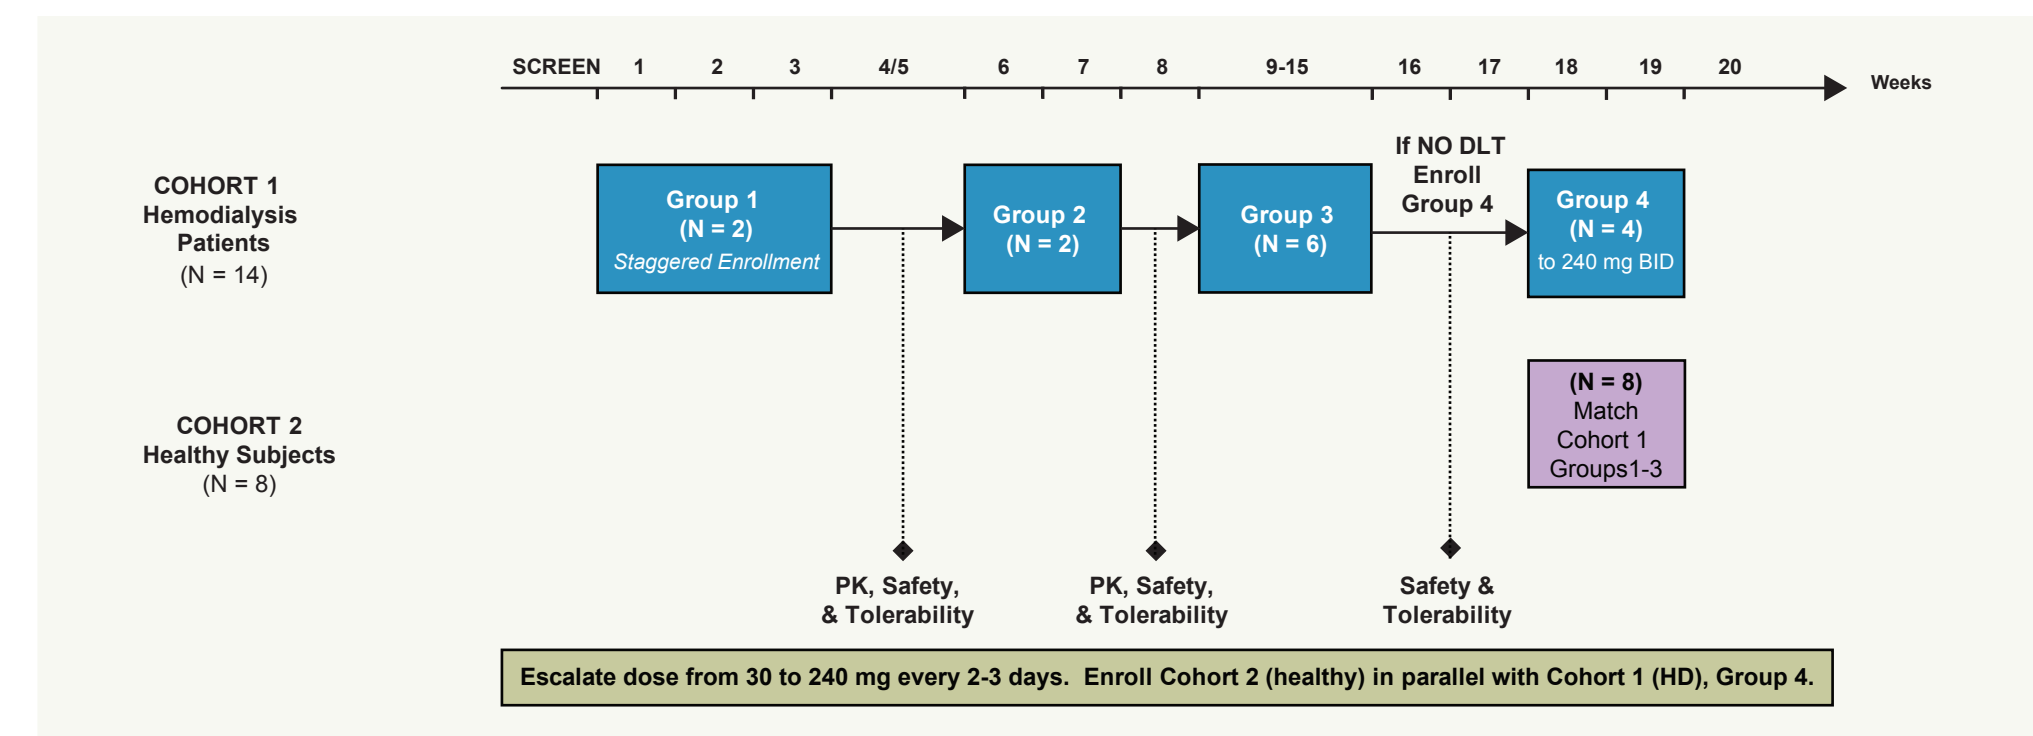 SCREEN 1 2 3 4/5 6 7 8 9-15 16 17 18 19 20
Weeks
COHORT 1
Hemodialysis
Patients
(N = 14)
Group 1
(N = 2)
Staggered Enrollment
Group 2
(N = 2)
Group 3
(N = 6)
If NO DLT
Enroll
Group 4
Group 4
(N = 4)
to 240 mg BID
COHORT 2
Healthy Subjects
(N = 8)
(N = 8)
Match
Cohort 1
Groups1-3
PK, Safety,
& Tolerability
PK, Safety,
& Tolerability
Safety &
Tolerability
Escalate dose from 30 to 240 mg every 2-3 days. Enroll Cohort 2 (healthy) in parallel with Cohort 1 (HD), Group 4.